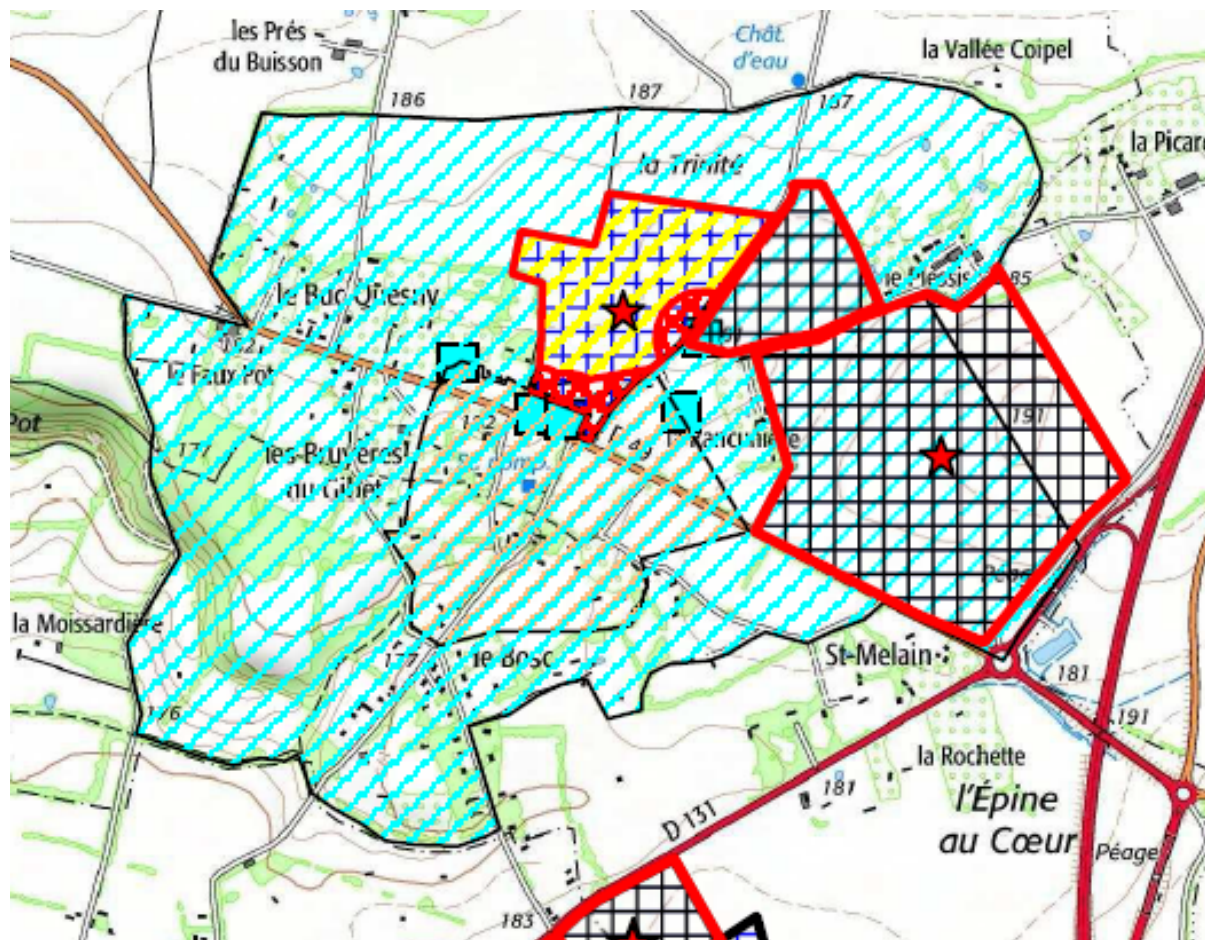 les Prés
du Buisson
Chât.
d'eau
la Vallée Coipel
186
187
187
la Trinité
la Picar
le Plessis
185
le Buc Quesny
le Faux Pot
Pot
171
les Bruyères
au Gibet
191
la Moissardière
177
le Bosc
St-Melain
176
181
191
la Rochette
181
l'Épine
au Cœur
D 131
Péage
183